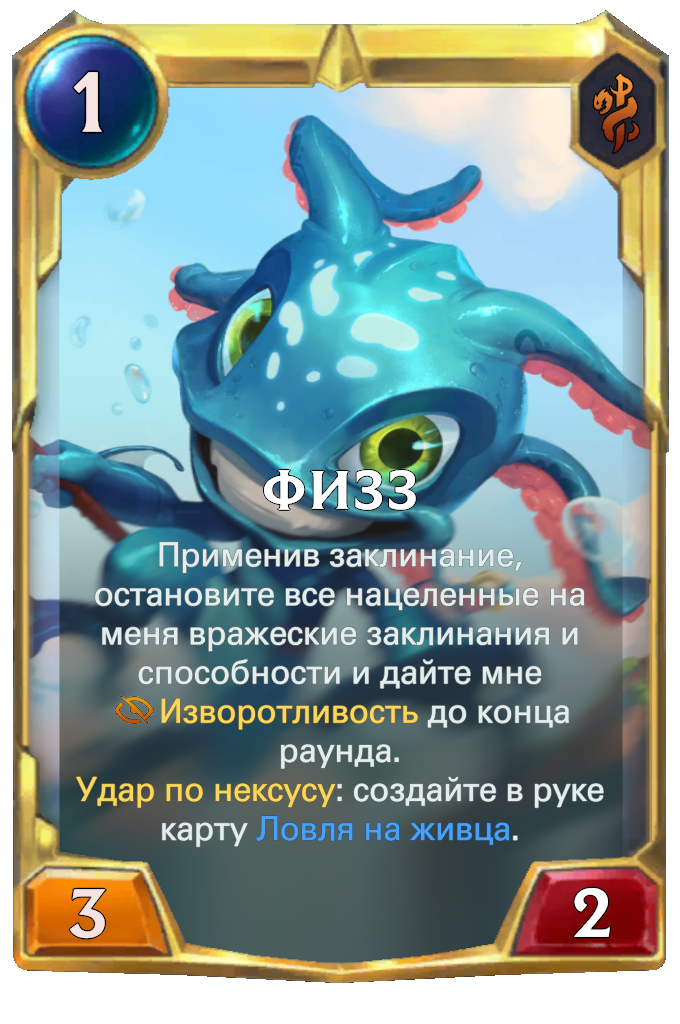 1
ФИЗЗ
Применив заклинание,
остановите все нацеленные на
меня вражеские заклинания и
способности и дайте мне
Изворотливость до конца
раунда.
Удар по нексусу: создайте в руке
карту Ловля на живца.
3
2